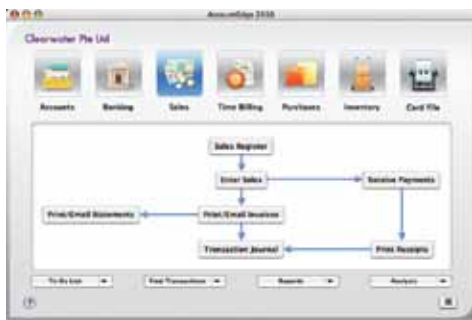 AccountEdge 2010
Clearwater Pte Ltd
Accounts Banking Sales Time Billing Purchases Inventory Card File
Sales Register
Enter Sales Receive Payments
Print/Email Statements Print/Email Invoices
Transaction Journal Print Receipts
To Do List Find Transactions Reports Analysis
?